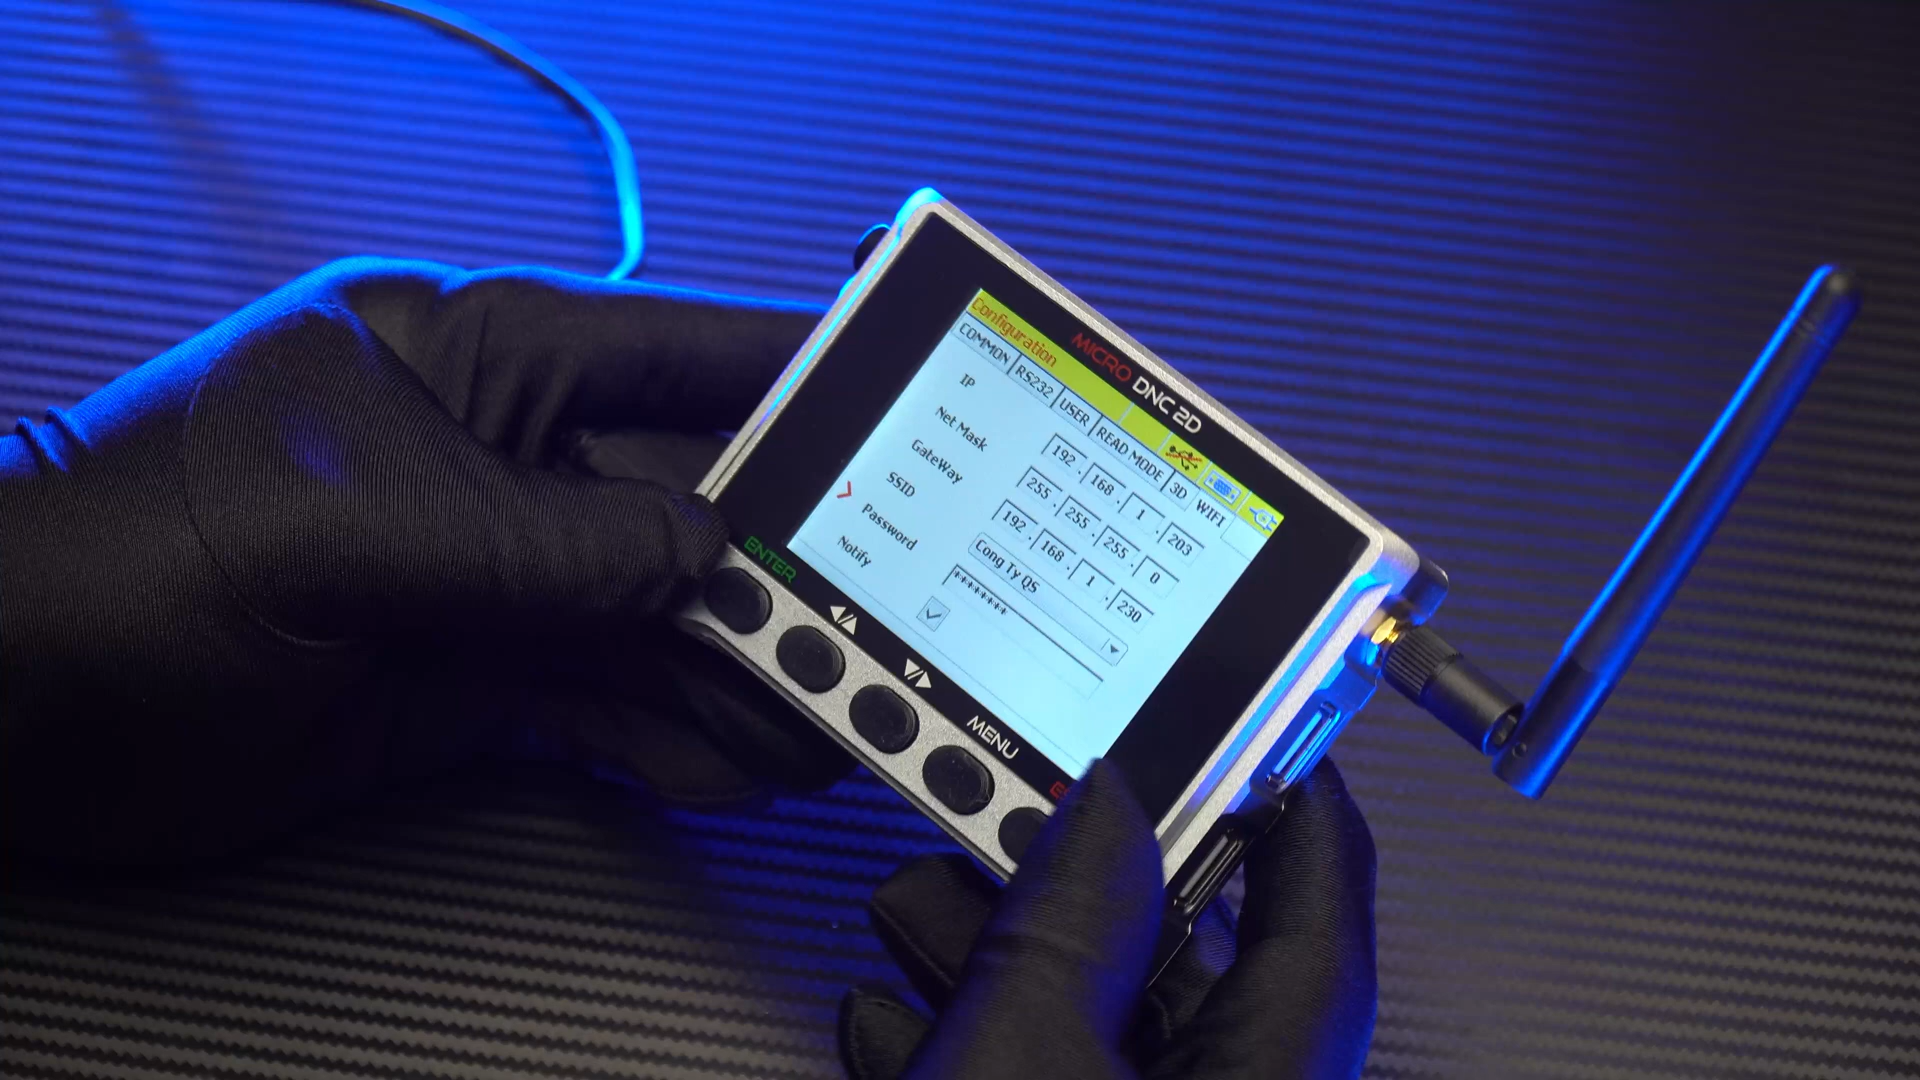 MICRO DNC 2D
Configuration
COMMON RS232 USER READ MODE 3D WIFI
IP 192 . 168 . 1 . 203
Net Mask 255 . 255 . 255 . 0
GateWay 192 . 168 . 1 . 230
SSID Cong Ty QS
Password *******
Notify
ENTER
MENU